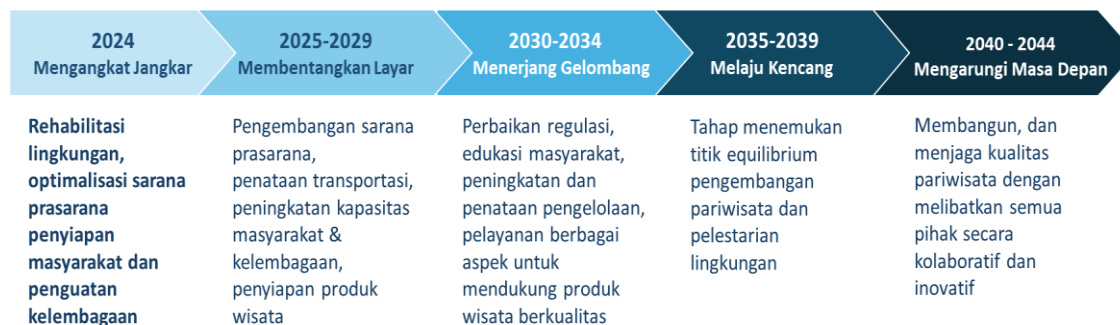 2024
Mengangkat Jangkar
2025-2029
Membentangkan Layar
2030-2034
Menerjang Gelombang
2035-2039
Melaju Kencang
2040 - 2044
Mengarungi Masa Depan
Rehabilitasi
lingkungan,
optimalisasi sarana
prasarana
penyiapan
masyarakat dan
penguatan
kelembagaan
Pengembangan sarana
prasarana,
penataan transportasi,
peningkatan kapasitas
masyarakat &
kelembagaan,
penyiapan produk
wisata
Perbaikan regulasi,
edukasi masyarakat,
peningkatan dan
penataan pengelolaan,
pelayanan berbagai
aspek untuk
mendukung produk
wisata berkualitas
Tahap menemukan
titik equilibrium
pengembangan
pariwisata dan
pelestarian
lingkungan
Membangun, dan
menjaga kualitas
pariwisata dengan
melibatkan semua
pihak secara
kolaboratif dan
inovatif